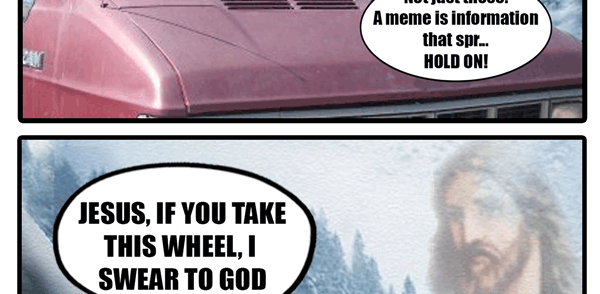 A meme is information
that spr...
HOLD ON!
JESUS, IF YOU TAKE
THIS WHEEL, I
SWEAR TO GOD